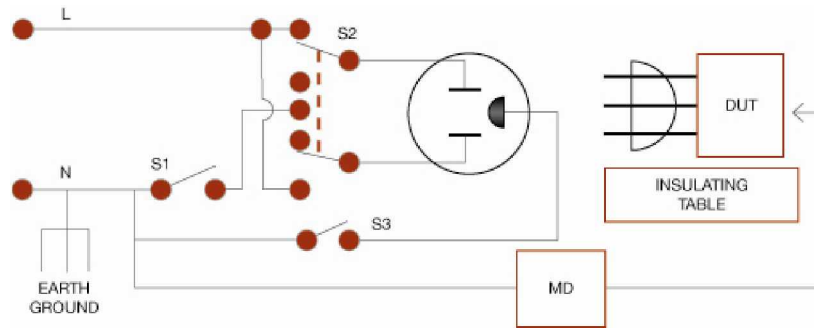 L
S2
DUT
S1
N
INSULATING
TABLE
S3
EARTH
GROUND
MD